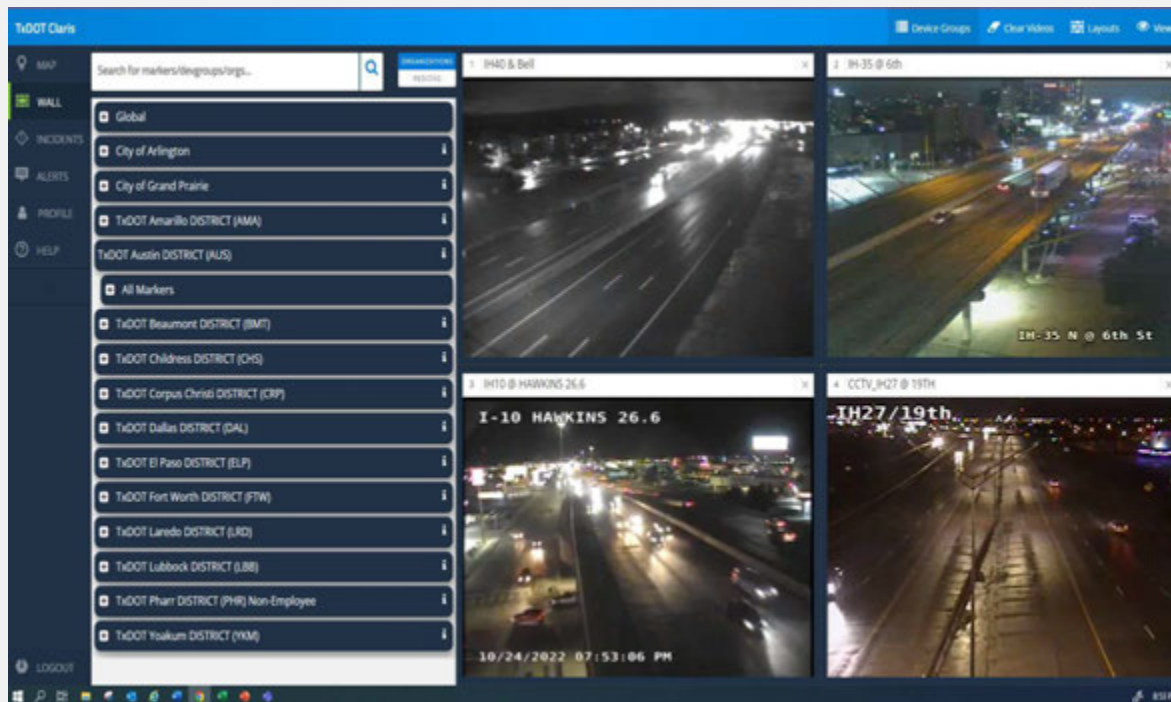 TxDOT Claris
Device Groups
Clear Videos
Layouts
View
MAP
WALL
INCIDENTS
ALERTS
PROFILE
HELP
LOGOUT
Search for markers/devgroups/orgs...
ORGANIZATIONS
Global
City of Arlington
City of Grand Prairie
TxDOT Amarillo DISTRICT (AMA)
TxDOT Austin DISTRICT (AUS)
All Markers
TxDOT Beaumont DISTRICT (BMT)
TxDOT Childress DISTRICT (CHS)
TxDOT Corpus Christi DISTRICT (CRP)
TxDOT Dallas DISTRICT (DAL)
TxDOT El Paso DISTRICT (ELP)
TxDOT Fort Worth DISTRICT (FTW)
TxDOT Laredo DISTRICT (LRD)
TxDOT Lubbock DISTRICT (LBB)
TxDOT Pharr DISTRICT (PHR) Non-Employee
TxDOT Yoakum DISTRICT (YKM)
1 IH40 & Bell
2 IH-35 @ 6th
IH-35 N @ 6th St
3 IH10 @ HAWKINS 26.6
I-10 HAWKINS 26.6
10/24/2022 07:53:06 PM
4 CCTV_IH27 @ 19TH
IH27/19th